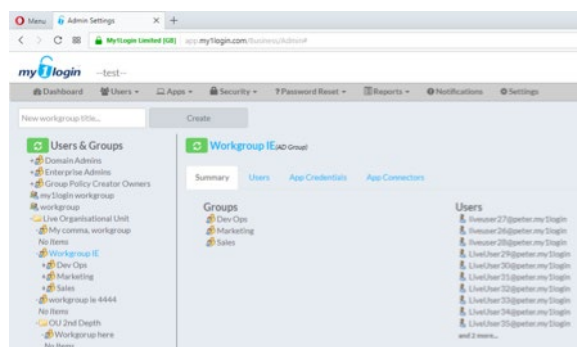 Menu
Admin Settings
My1Login Limited [GB]
app.my1login.com/Business/Admin#
my1login
--test--
Dashboard
Users
Apps
Security
? Password Reset
Reports
Notifications
Settings
New workgroup title...
Create
Users & Groups
Domain Admins
Enterprise Admins
Group Policy Creator Owners
my1login workgroup
workgroup
Live Organisational Unit
My comma, workgroup
No Items
Workgroup IE
Dev Ops
Marketing
Sales
workgroup ie 4444
No Items
OU 2nd Depth
Workgorup here
No Items
Workgroup IE (AD Group)
Summary
Users
App Credentials
App Connectors
Groups
Dev Ops
Marketing
Sales
Users
liveuser27@peter.my1login
liveuser26@peter.my1login
liveuser28@peter.my1login
LiveUser29@peter.my1login
LiveUser30@peter.my1login
LiveUser31@peter.my1login
LiveUser32@peter.my1login
LiveUser33@peter.my1login
LiveUser34@peter.my1login
LiveUser35@peter.my1login
and 2 more...